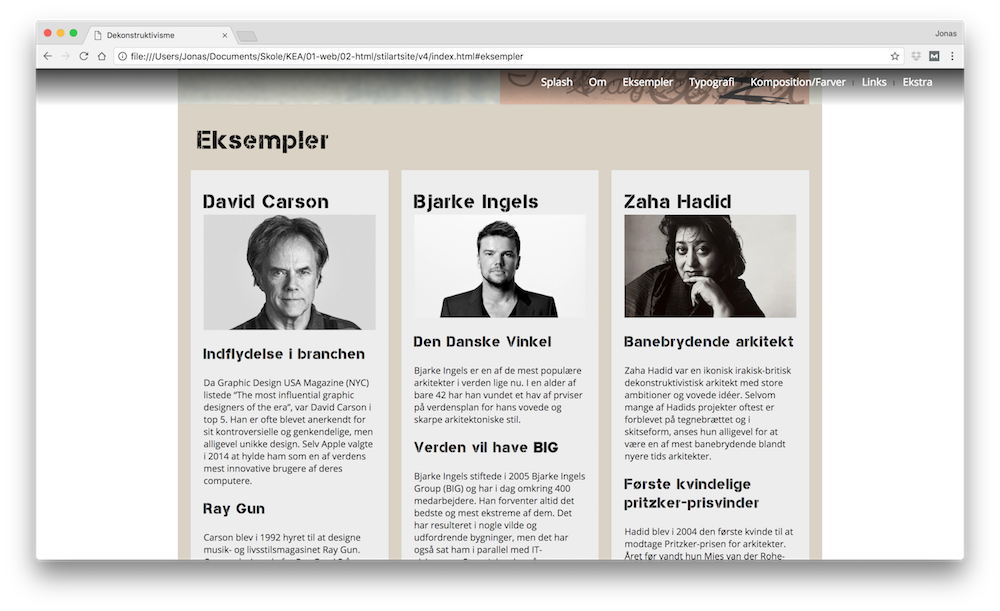 Dekonstruktivisme
Jonas
file:///Users/Jonas/Documents/Skole/KEA/01-web/02-html/stilartsite/v4/index.html#eksempler
Splash Om Eksempler Typografi Komposition/Farver Links Ekstra
Eksempler
David Carson
Indflydelse i branchen
Da Graphic Design USA Magazine (NYC)
listede “The most influential graphic
designers of the era”, var David Carson i
top 5. Han er ofte blevet anerkendt for
sit kontroversielle og genkendelige, men
alligevel unikke design. Selv Apple valgte
i 2014 at hylde ham som en af verdens
mest innovative brugere af deres
computere.
Ray Gun
Carson blev i 1992 hyret til at designe
musik- og livsstilsmagasinet Ray Gun.
Bjarke Ingels
Den Danske Vinkel
Bjarke Ingels er en af de mest populære
arkitekter i verden lige nu. I en alder af
bare 42 har han vundet et hav af prviser
på verdensplan for hans vovede og
skarpe arkitektoniske stil.
Verden vil have BIG
Bjarke Ingels stiftede i 2005 Bjarke Ingels
Group (BIG) og har i dag omkring 400
medarbejdere. Han forventer altid det
bedste og mest ekstreme af dem. Det
har resulteret i nogle vilde og
udfordrende bygninger, men det har
også sat ham i parallel med IT-
Zaha Hadid
Banebrydende arkitekt
Zaha Hadid var en ikonisk irakisk-britisk
dekonstruktivistisk arkitekt med store
ambitioner og vovede idéer. Selvom
mange af Hadids projekter oftest er
forblevet på tegnebrættet og i
skitseform, anses hun alligevel for at
være en af mest banebrydende blandt
nyere tids arkitekter.
Første kvindelige
pritzker-prisvinder
Hadid blev i 2004 den første kvinde til at
modtage Pritzker-prisen for arkitekter.
Året før vandt hun Mies van der Rohe-